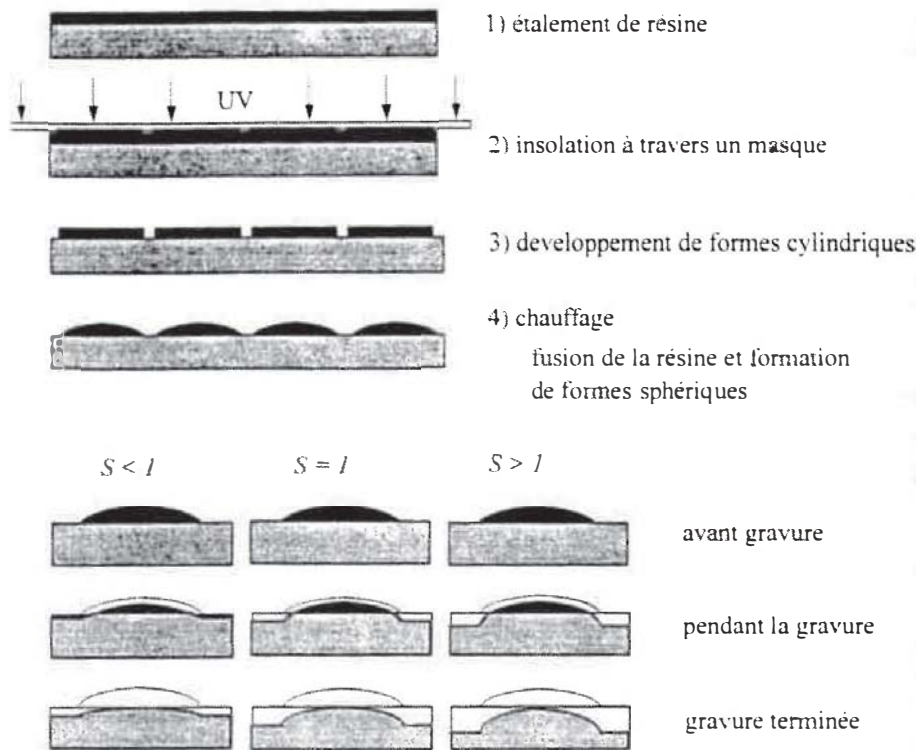 1) étalement de résine
UV
2) insolation à travers un masque
3) developpement de formes cylindriques
4) chauffage
fusion de la résine et formation
de formes sphériques
S < 1
S = 1
S > 1
avant gravure
pendant la gravure
gravure terminée